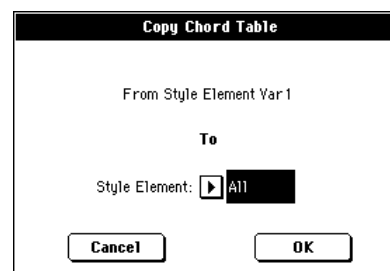 Copy Chord Table
From Style Element Var1
To
Style Element: All
Cancel OK